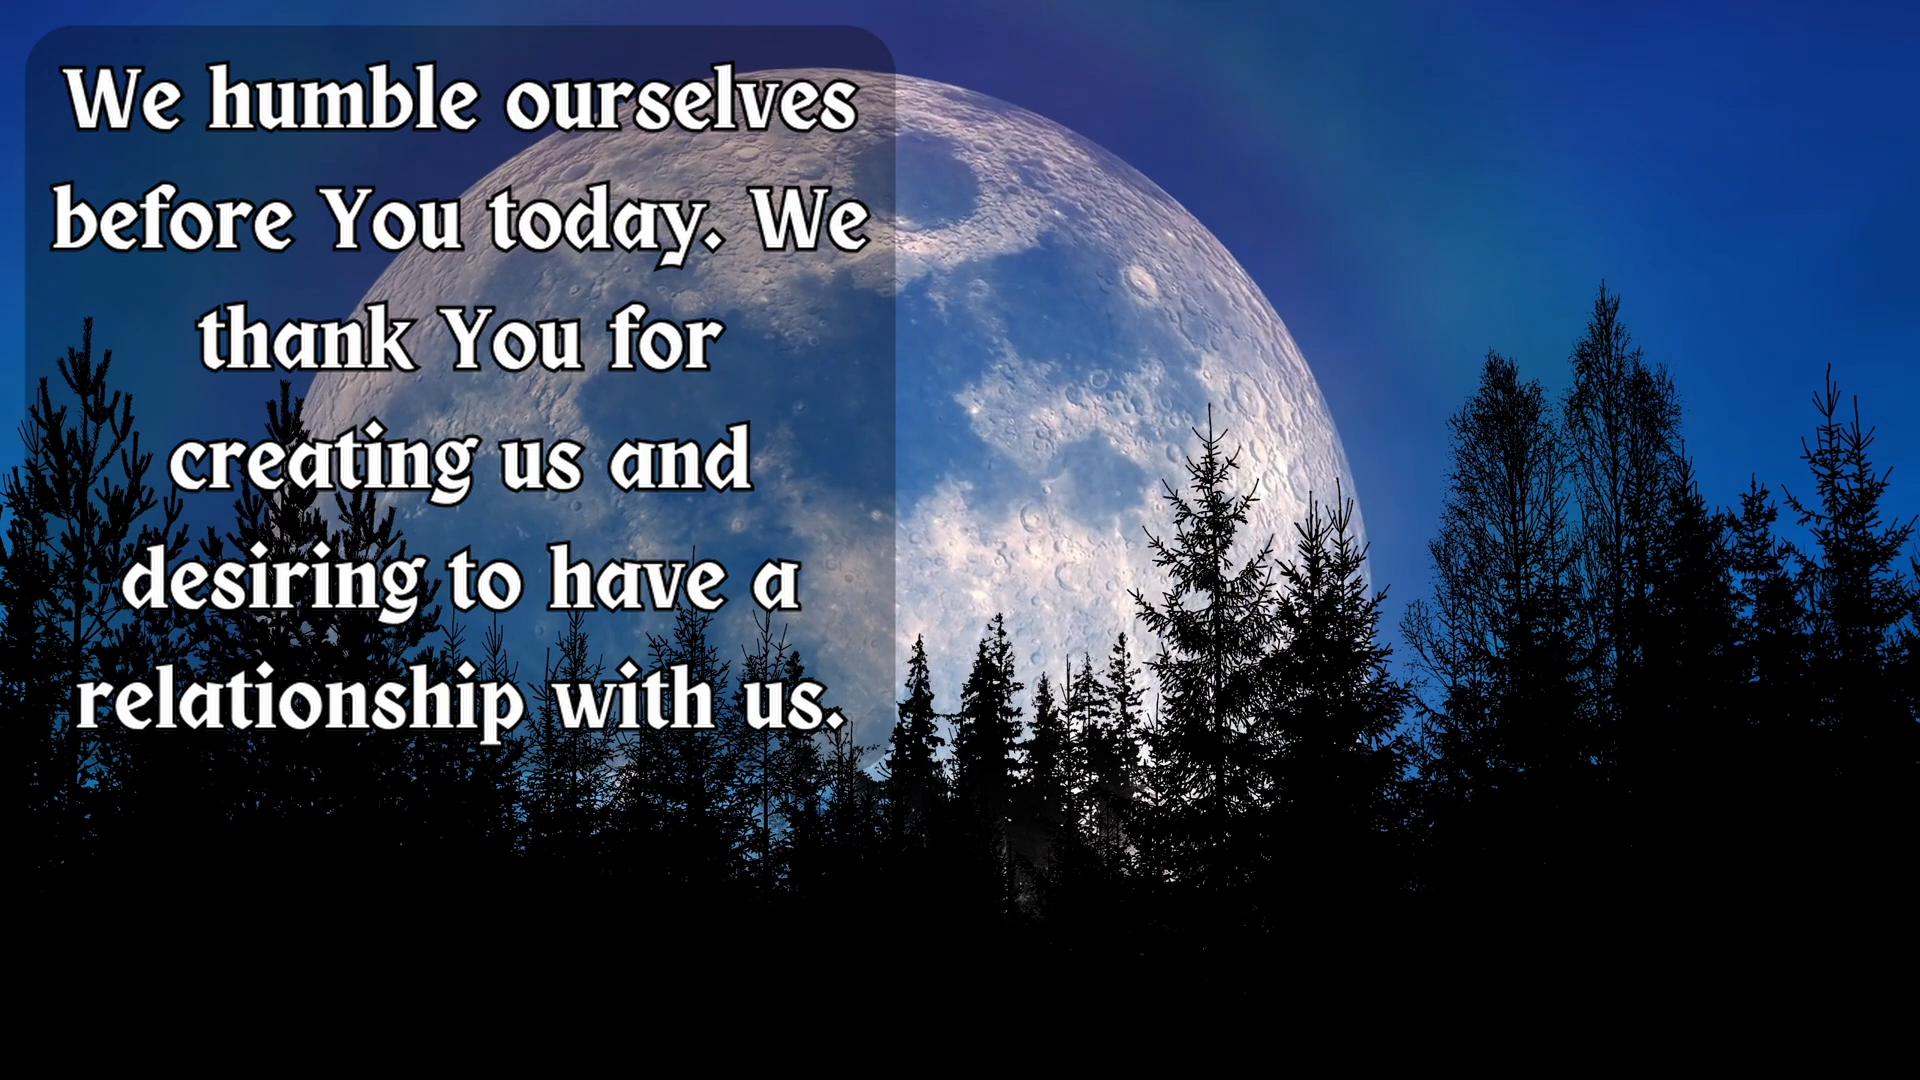 We humble ourselves
before You today. We
thank You for
creating us and
desiring to have a
relationship with us.